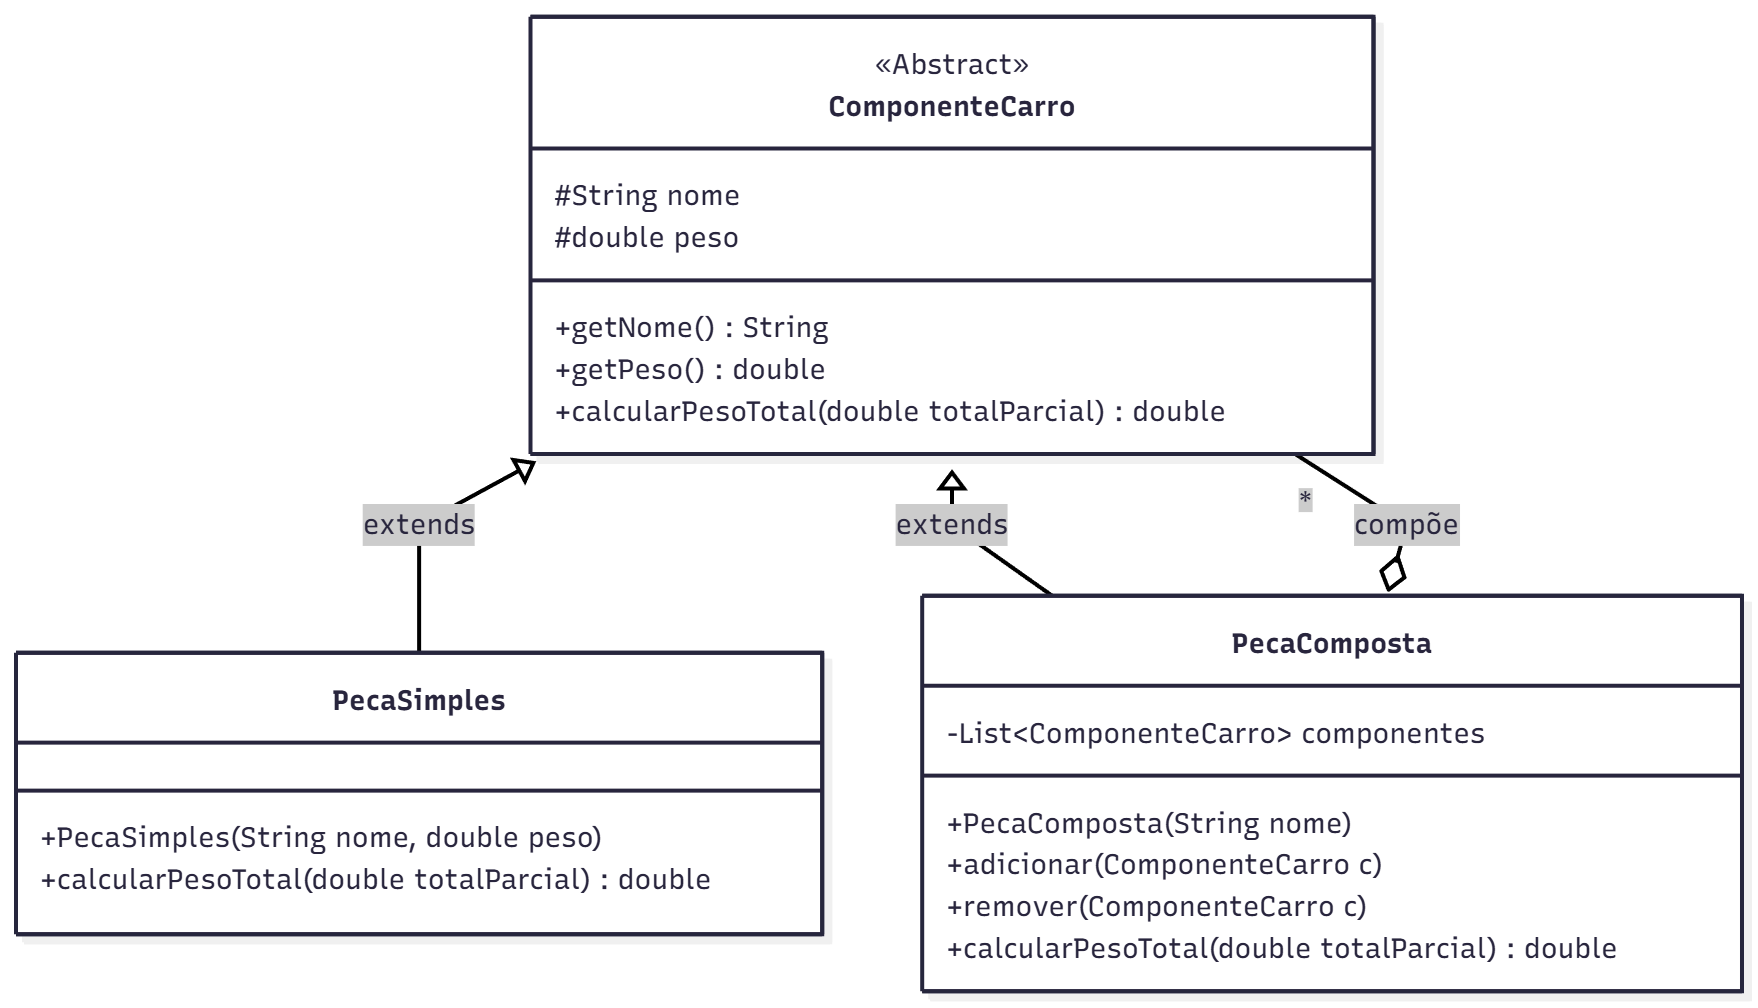 «Abstract»
ComponenteCarro
#String nome
#double peso
+getNome() : String
+getPeso() : double
+calcularPesoTotal(double totalParcial) : double
*
extends
extends
compõe
PecaSimples
+PecaSimples(String nome, double peso)
+calcularPesoTotal(double totalParcial) : double
PecaComposta
-List<ComponenteCarro> componentes
+PecaComposta(String nome)
+adicionar(ComponenteCarro c)
+remover(ComponenteCarro c)
+calcularPesoTotal(double totalParcial) : double